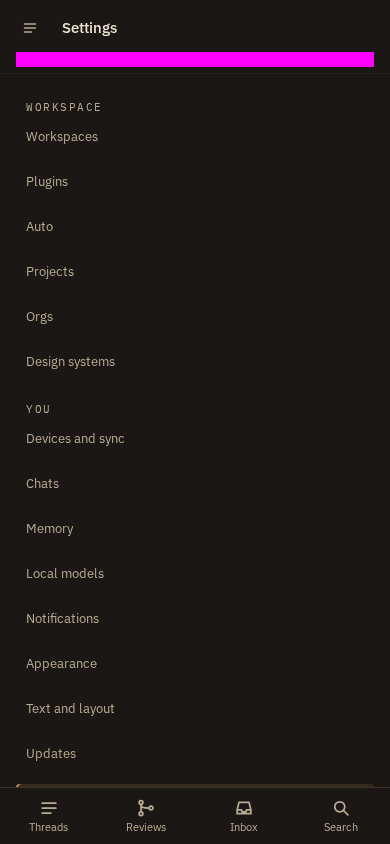 Settings
WORKSPACE
Workspaces
Plugins
Auto
Projects
Orgs
Design systems
YOU
Devices and sync
Chats
Memory
Local models
Notifications
Appearance
Text and layout
Updates
Threads
Reviews
Inbox
Search